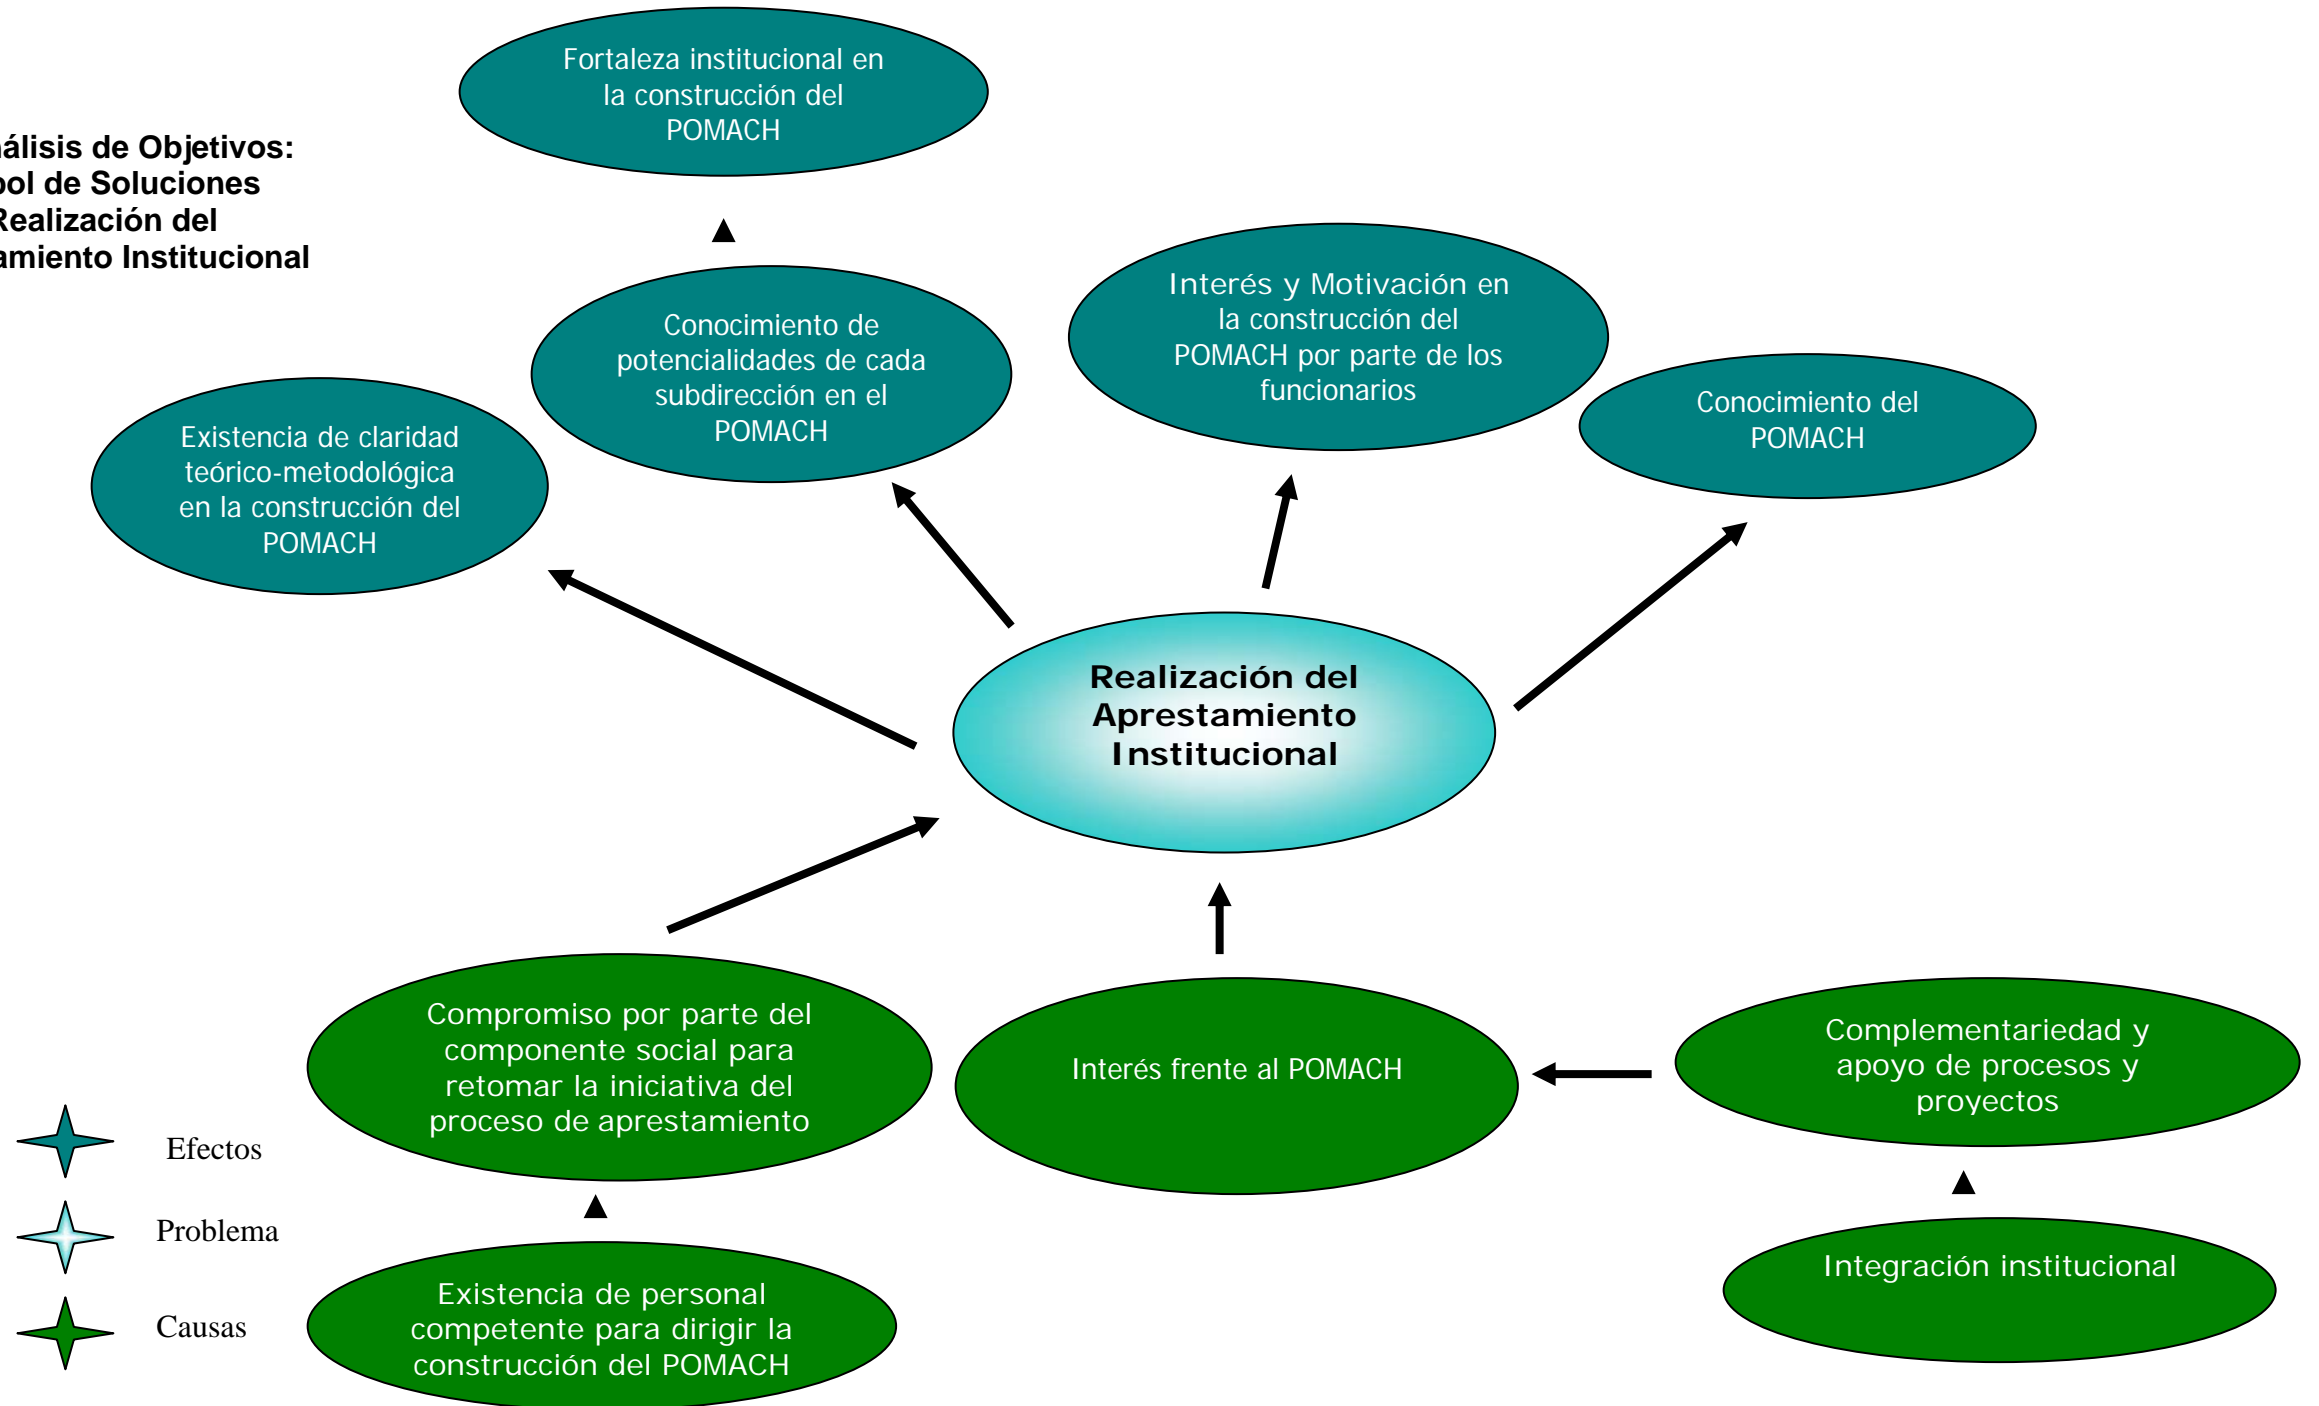 Fortaleza institucional en
la construcción del
POMACH
álisis de Objetivos:
ol de Soluciones
Realización del
amiento Institucional
Interés y Motivación en
la construcción del
POMACH por parte de los
funcionarios
Conocimiento de
potencialidades de cada
subdirección en el
POMACH
Conocimiento del
POMACH
Existencia de claridad
teórico-metodológica
en la construcción del
POMACH
Realización del
Aprestamiento
Institucional
Compromiso por parte del
componente social para
retomar la iniciativa del
proceso de aprestamiento
Interés frente al POMACH
Complementariedad y
apoyo de procesos y
proyectos
Efectos
Problema
Causas
Existencia de personal
competente para dirigir la
construcción del POMACH
Integración institucional